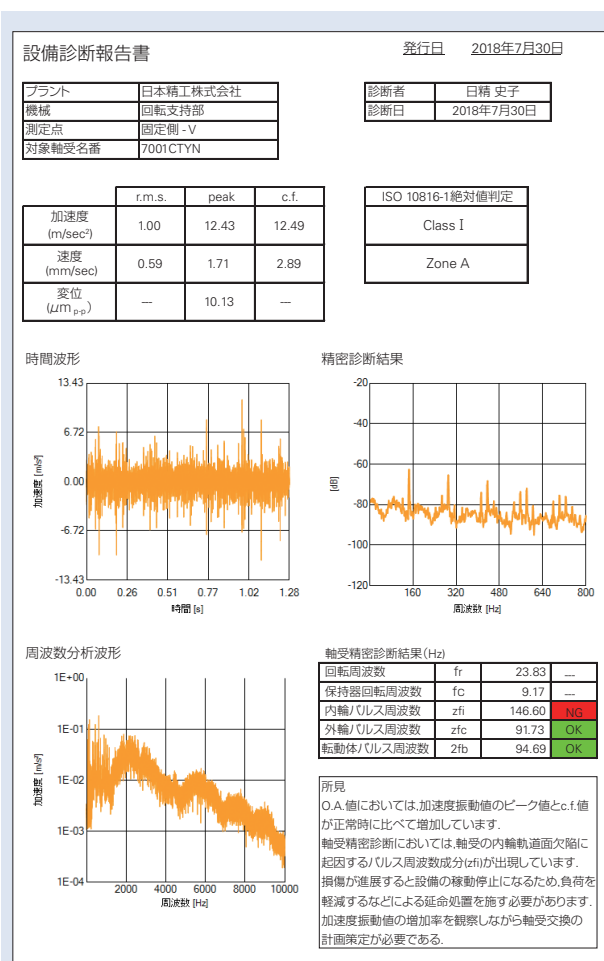 設備診断報告書
発行日 2018年7月30日
プラント 日本精工株式会社
機械 回転支持部
測定点 固定側 - V
対象軸受名番 7001CTYN
診断者 日精 史子
診断日 2018年7月30日
r.m.s. peak c.f.
加速度 (m/sec²) 1.00 12.43 12.49
速度 (mm/sec) 0.59 1.71 2.89
変位 (μm p-p) --- 10.13 ---
ISO 10816-1絶対値判定
Class I
Zone A
時間波形
13.43
6.72
0.00
-6.72
-13.43
加速度 [m/s²]
0.00 0.26 0.51 0.77 1.02 1.28
時間 [s]
精密診断結果
-20
-40
-60
-80
-100
-120
[dB]
160 320 480 640 800
周波数 [Hz]
周波数分析波形
1E+00
1E-01
1E-02
1E-03
1E-04
加速度 [m/s²]
2000 4000 6000 8000 10000
周波数 [Hz]
軸受精密診断結果(Hz)
回転周波数 fr 23.83 ---
保持器回転周波数 fc 9.17 ---
内輪パルス周波数 zfi 146.60 NG
外輪パルス周波数 zfc 91.73 OK
転動体パルス周波数 2fb 94.69 OK
所見
O.A.値においては,加速度振動値のピーク値とc.f.値
が正常時に比べて増加しています.
軸受精密診断においては,軸受の内輪軌道面欠陥に
起因するパルス周波数成分(zfi)が出現しています.
損傷が進展すると設備の稼動停止になるため,負荷を
軽減するなどによる延命処置を施す必要があります.
加速度振動値の増加率を観察しながら軸受交換の
計画策定が必要である.